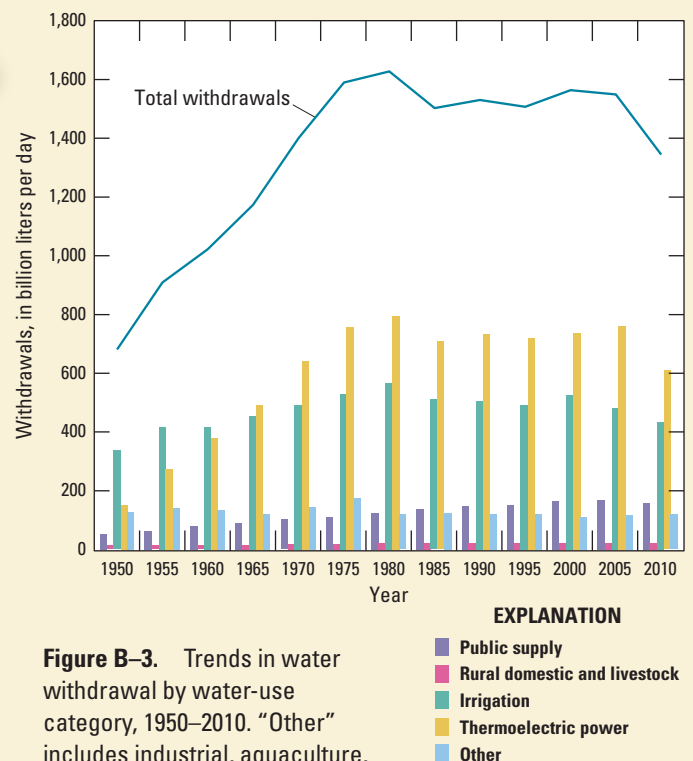 1,800
1,600
1,400
1,200
1,000
800
600
400
200
0
Withdrawals, in billion liters per day
Total withdrawals
1950 1955 1960 1965 1970 1975 1980 1985 1990 1995 2000 2005 2010
Year
EXPLANATION
Public supply
Rural domestic and livestock
Irrigation
Thermoelectric power
Other
Figure B–3. Trends in water
withdrawal by water-use
category, 1950–2010. “Other”
includes industrial, aquaculture,